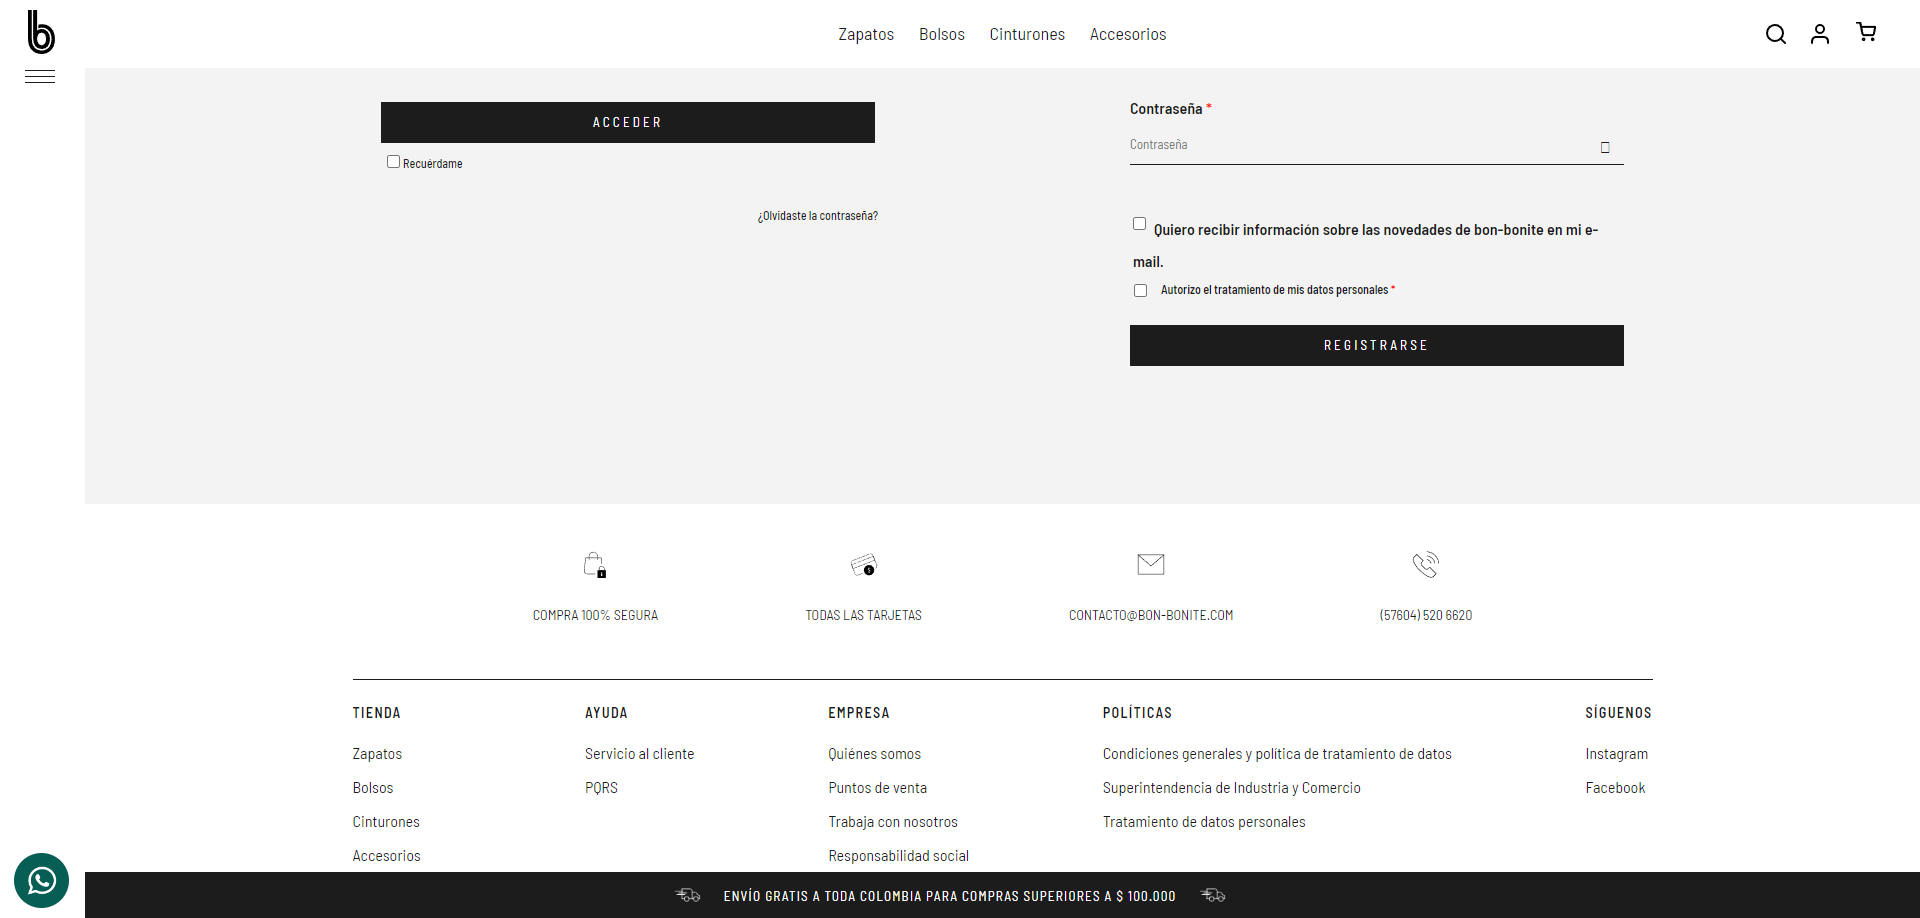 b
Zapatos Bolsos Cinturones Accesorios
ACCEDER
Recuérdame
¿Olvidaste la contraseña?
Contraseña *
Contraseña
Quiero recibir información sobre las novedades de bon-bonite en mi e-
mail.
Autorizo el tratamiento de mis datos personales *
REGISTRARSE
COMPRA 100% SEGURA
TODAS LAS TARJETAS
CONTACTO@BON-BONITE.COM
(57604) 520 6620
TIENDA
Zapatos
Bolsos
Cinturones
Accesorios
AYUDA
Servicio al cliente
PQRS
EMPRESA
Quiénes somos
Puntos de venta
Trabaja con nosotros
Responsabilidad social
POLÍTICAS
Condiciones generales y política de tratamiento de datos
Superintendencia de Industria y Comercio
Tratamiento de datos personales
SÍGUENOS
Instagram
Facebook
ENVÍO GRATIS A TODA COLOMBIA PARA COMPRAS SUPERIORES A $ 100.000